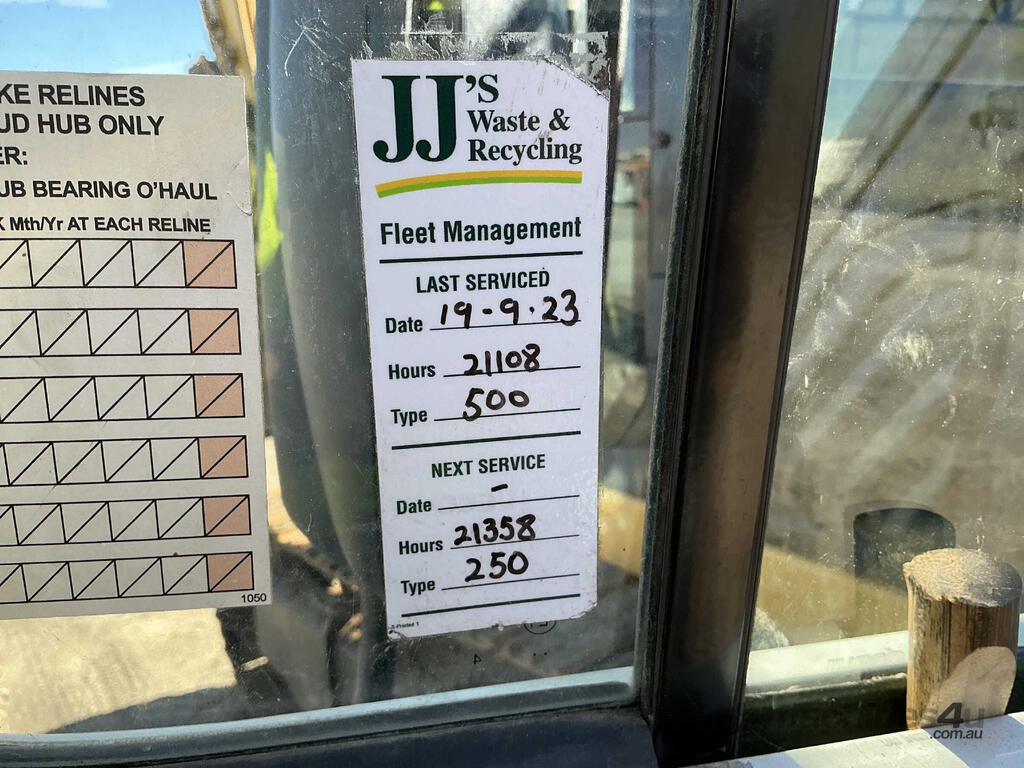 KE RELINES
UD HUB ONLY
ER:
UB BEARING O'HAUL
K Mth/Yr AT EACH RELINE
1050
JJ'S
Waste &
Recycling
Fleet Management
LAST SERVICED
Date 19-9.23
Hours 21108
Type 500
NEXT SERVICE
Date -
Hours 21358
Type 250
4u
.com.au